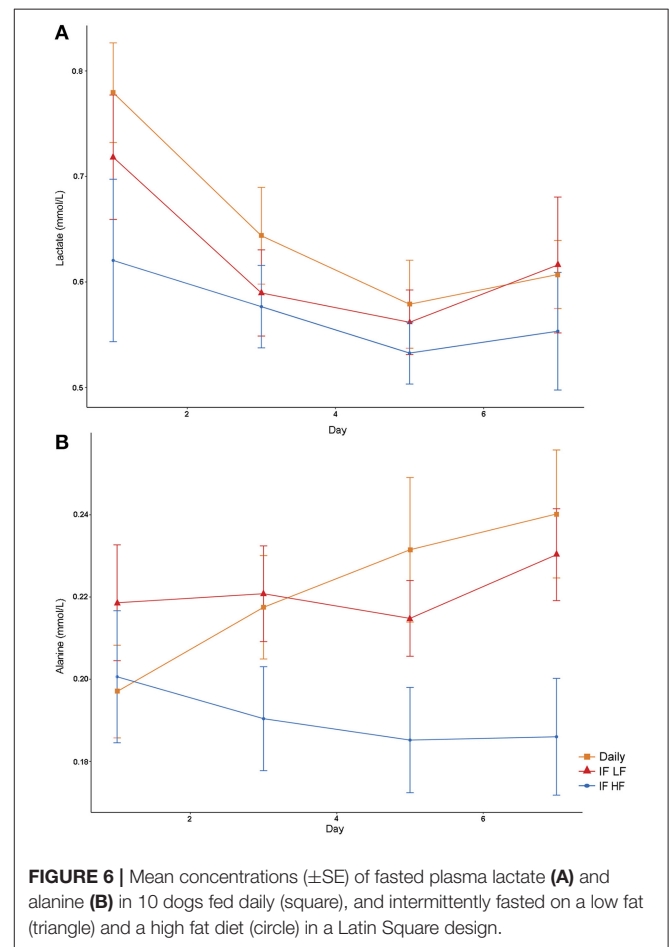 A
0.8
0.7
0.6
0.5
Lactate (mmol/L)
2
4
6
Day
B
0.24
0.22
0.20
0.18
Alanine (mmol/L)
Daily
IF LF
IF HF
2
4
6
Day
FIGURE 6 | Mean concentrations (±SE) of fasted plasma lactate (A) and
alanine (B) in 10 dogs fed daily (square), and intermittently fasted on a low fat
(triangle) and a high fat diet (circle) in a Latin Square design.